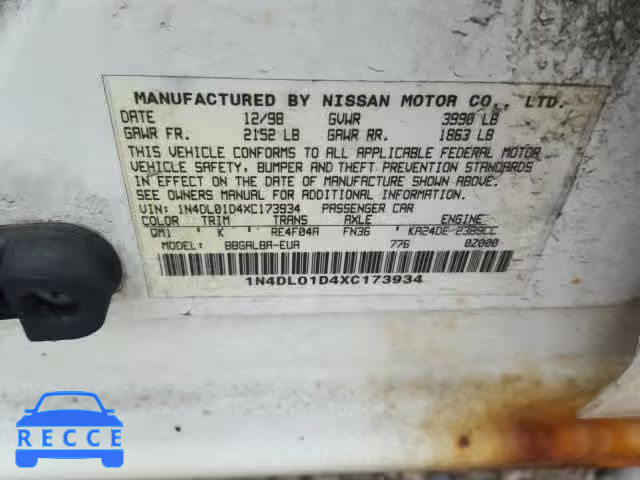 MANUFACTURED BY NISSAN MOTOR CO., LTD.
DATE 12/98 GVWR 3990 LB
GAWR FR. 2152 LB GAWR RR. 1863 LB
THIS VEHICLE CONFORMS TO ALL APPLICABLE FEDERAL MOTOR
VEHICLE SAFETY, BUMPER AND THEFT PREVENTION STANDARDS
IN EFFECT ON THE DATE OF MANUFACTURE SHOWN ABOVE.
SEE OWNERS MANUAL FOR ADDITIONAL INFORMATION.
VIN: 1N4DL01D4XC173934 PASSENGER CAR
COLOR TRIM TRANS AXLE ENGINE
QM1 K RE4F04A FN36 KA24DE-2389CC
MODEL: BBGALBA-EUA 776 0Z000
1N4DL01D4XC173934
RECCE